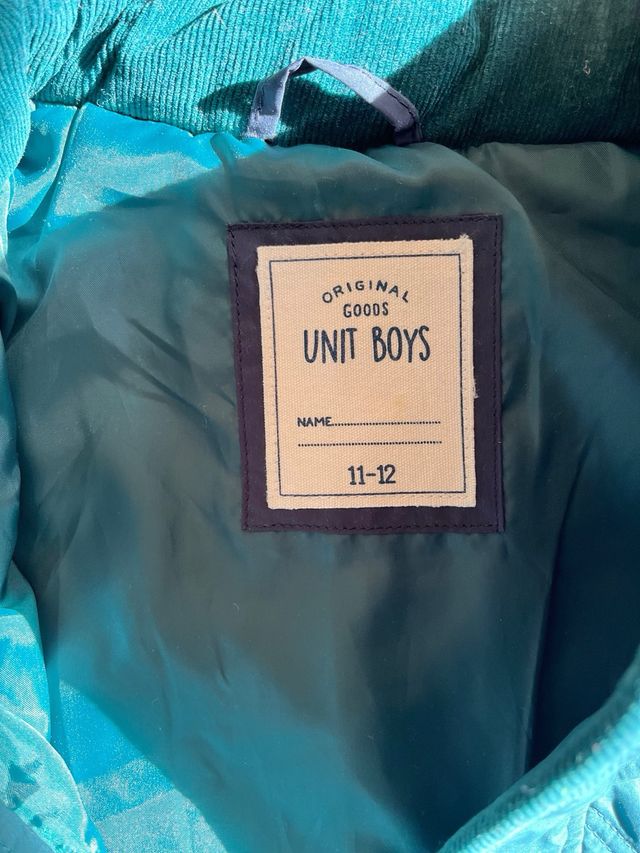 ORIGINAL
GOODS
UNIT BOYS
NAME
11-12